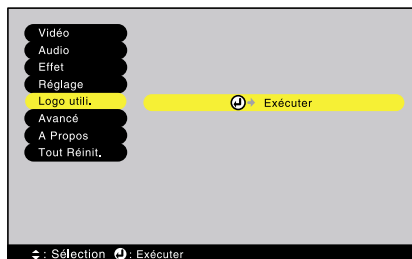 Vidéo
Audio
Effet
Réglage
Logo utili.
Exécuter
Avancé
A Propos
Tout Réinit.
: Sélection : Exécuter